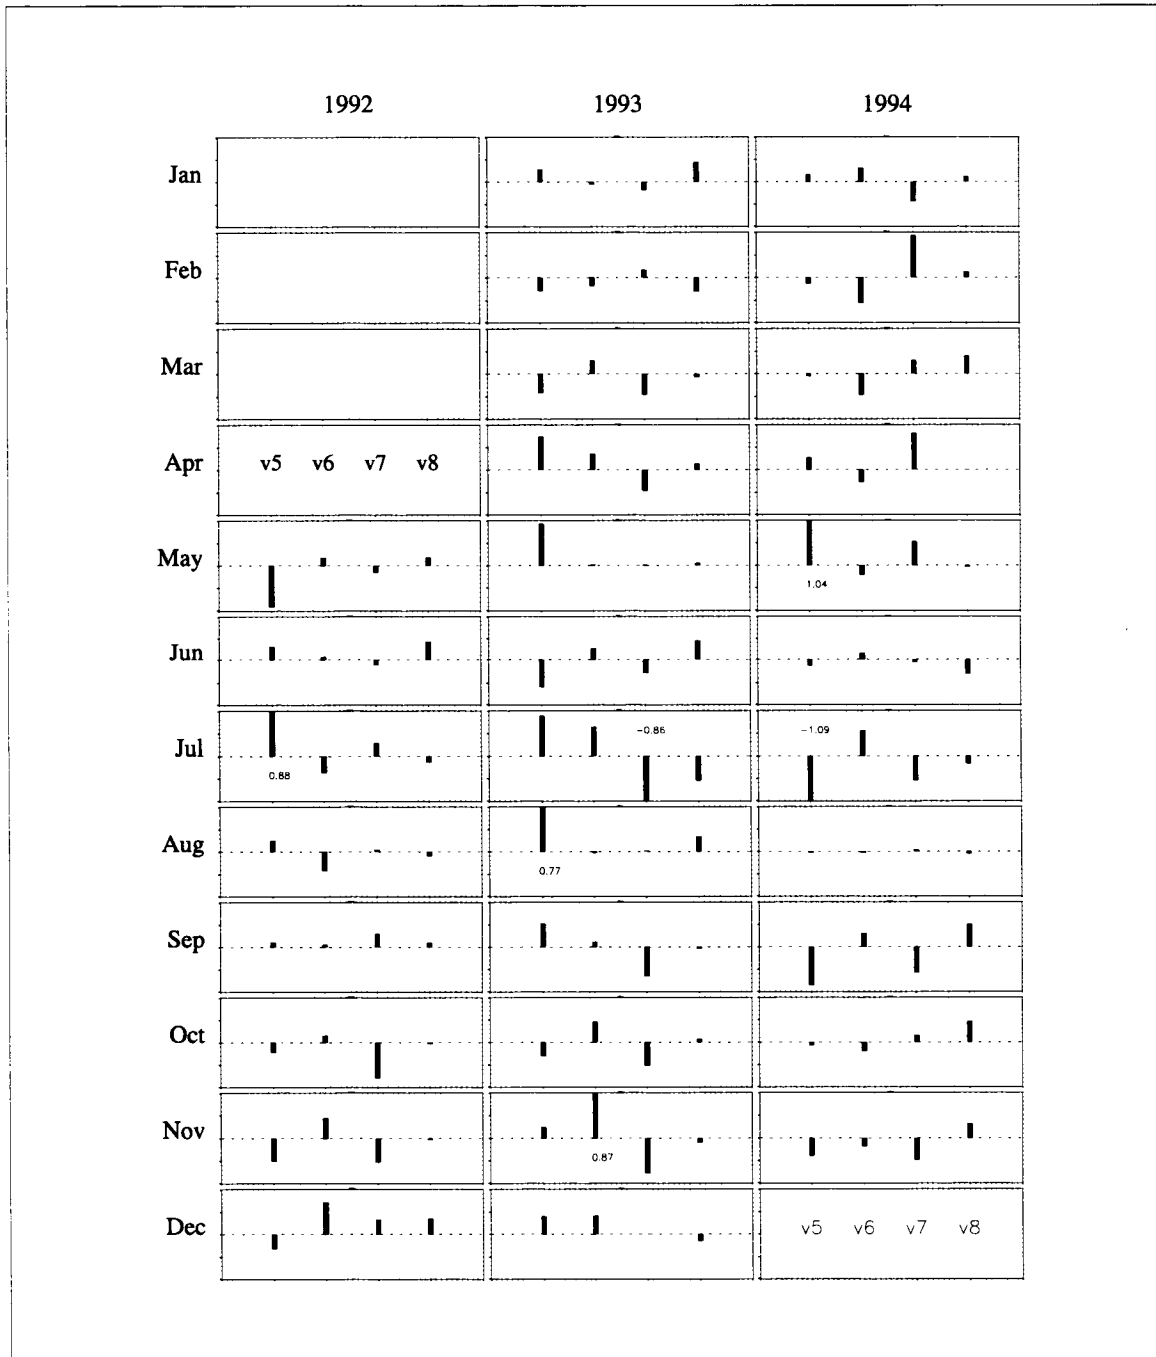 1992 1993 1994
Jan
Feb
Mar
Apr v5 v6 v7 v8
May 1.04
Jun
Jul 0.88 -0.86 -1.09
Aug 0.77
Sep
Oct
Nov 0.87
Dec v5 v6 v7 v8